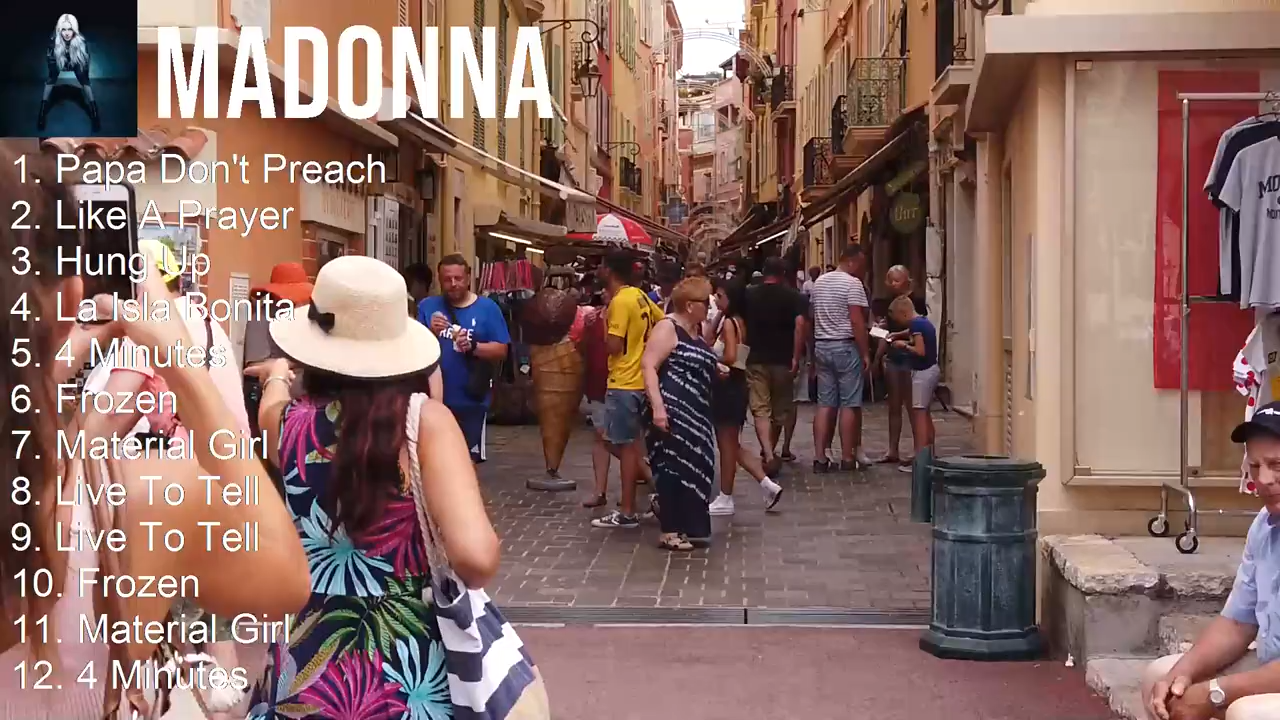 MADONNA
1. Papa Don't Preach
2. Like A Prayer
3. Hung Up
4. La Isla Bonita
5. 4 Minutes
6. Frozen
7. Material Girl
8. Live To Tell
9. Live To Tell
10. Frozen
11. Material Girl
12. 4 Minutes